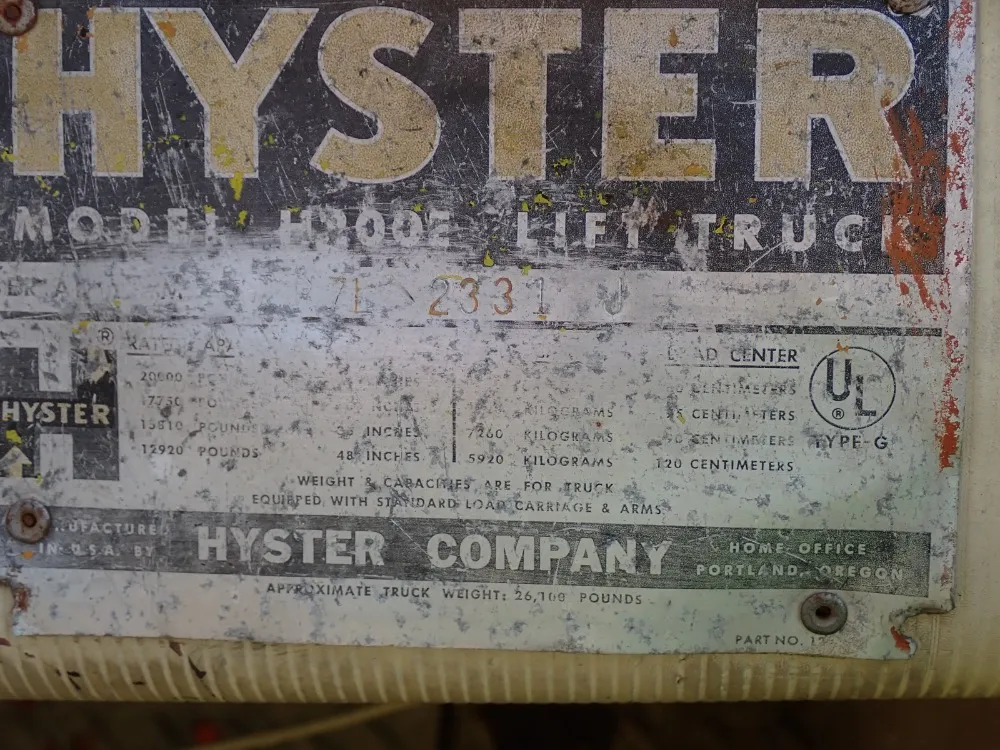 HYSTER
MODEL H200E LIFT TRUCK
2331 J
®
LOAD CENTER
20000
CENTIMETERS
UL
®
TYPE-G
HYSTER
17750
INCHES
KILOGRAMS
CENTIMETERS
15810 POUNDS
36 INCHES
7260 KILOGRAMS
90 CENTIMETERS
12920 POUNDS
48 INCHES
5920 KILOGRAMS
120 CENTIMETERS
WEIGHT & CAPACITIES ARE FOR TRUCK
EQUIPPED WITH STANDARD LOAD CARRIAGE & ARMS
MANUFACTURED
IN U.S.A. BY
HYSTER COMPANY
HOME OFFICE
PORTLAND, OREGON
APPROXIMATE TRUCK WEIGHT: 26,100 POUNDS
PART NO.